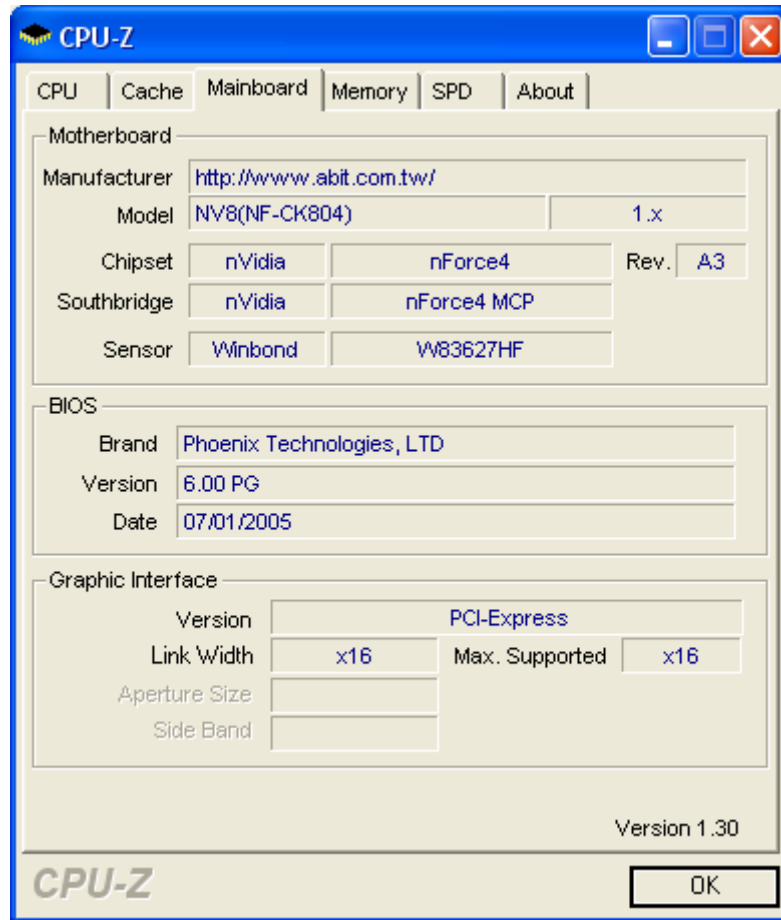 CPU-Z
CPU Cache Mainboard Memory SPD About
Motherboard
Manufacturer http://www.abit.com.tw/
Model NV8(NF-CK804) 1.x
Chipset nVidia nForce4 Rev. A3
Southbridge nVidia nForce4 MCP
Sensor Winbond W83627HF
BIOS
Brand Phoenix Technologies, LTD
Version 6.00 PG
Date 07/01/2005
Graphic Interface
Version PCI-Express
Link Width x16 Max. Supported x16
Aperture Size
Side Band
Version 1.30
CPU-Z OK